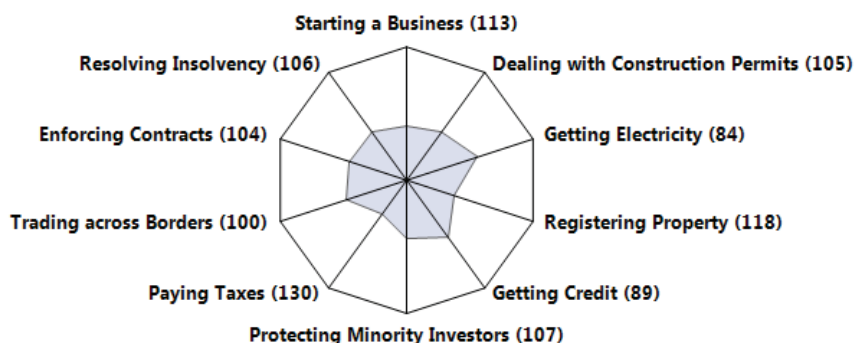 Starting a Business (113)
Resolving Insolvency (106)
Dealing with Construction Permits (105)
Enforcing Contracts (104)
Getting Electricity (84)
Trading across Borders (100)
Registering Property (118)
Paying Taxes (130)
Getting Credit (89)
Protecting Minority Investors (107)